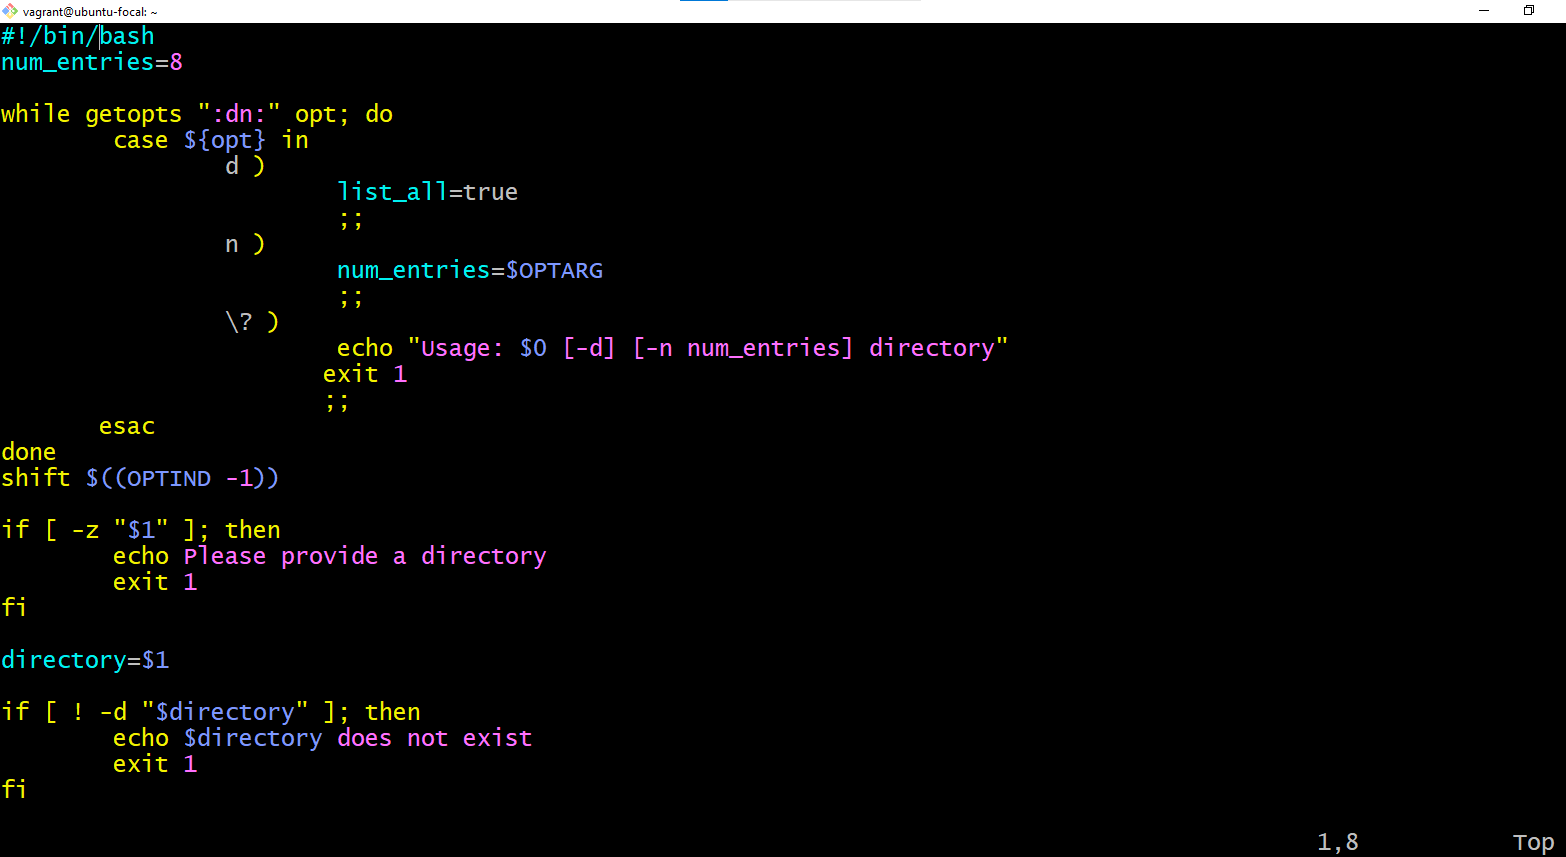 vagrant@ubuntu-focal: ~
#!/bin/bash
num_entries=8

while getopts ":dn:" opt; do
        case ${opt} in
                d )
                        list_all=true
                        ;;
                n )
                        num_entries=$OPTARG
                        ;;
                \? )
                        echo "Usage: $0 [-d] [-n num_entries] directory"
                       exit 1
                       ;;
       esac
done
shift $((OPTIND -1))

if [ -z "$1" ]; then
        echo Please provide a directory
        exit 1
fi

directory=$1

if [ ! -d "$directory" ]; then
        echo $directory does not exist
        exit 1
fi

1,8 Top